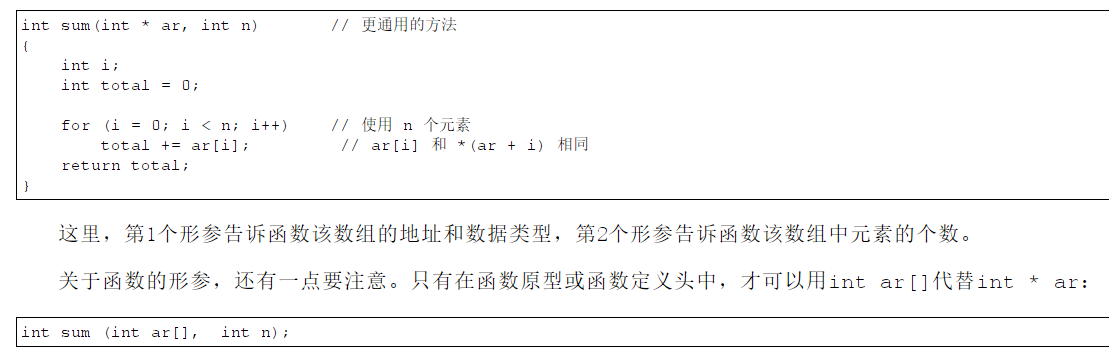 int sum(int * ar, int n)       // 更通用的方法
{
    int i;
    int total = 0;
    for (i = 0; i < n; i++)    // 使用 n 个元素
        total += ar[i];         // ar[i] 和 *(ar + i) 相同
    return total;
}
这里，第1个形参告诉函数该数组的地址和数据类型，第2个形参告诉函数该数组中元素的个数。
关于函数的形参，还有一点要注意。只有在函数原型或函数定义头中，才可以用int ar[]代替int * ar：
int sum (int ar[],  int n);